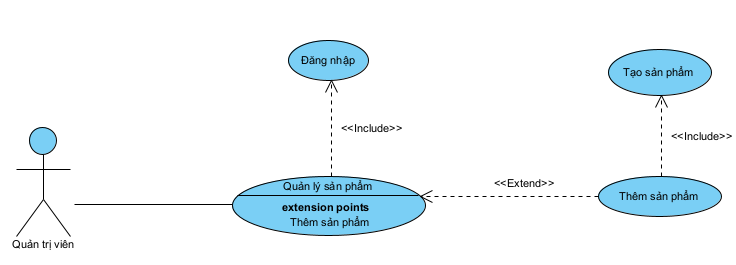 Đăng nhập
Tạo sản phẩm
<<Include>>
<<Include>>
Quản lý sản phẩm
<<Extend>>
extension points
Thêm sản phẩm
Thêm sản phẩm
Quản trị viên